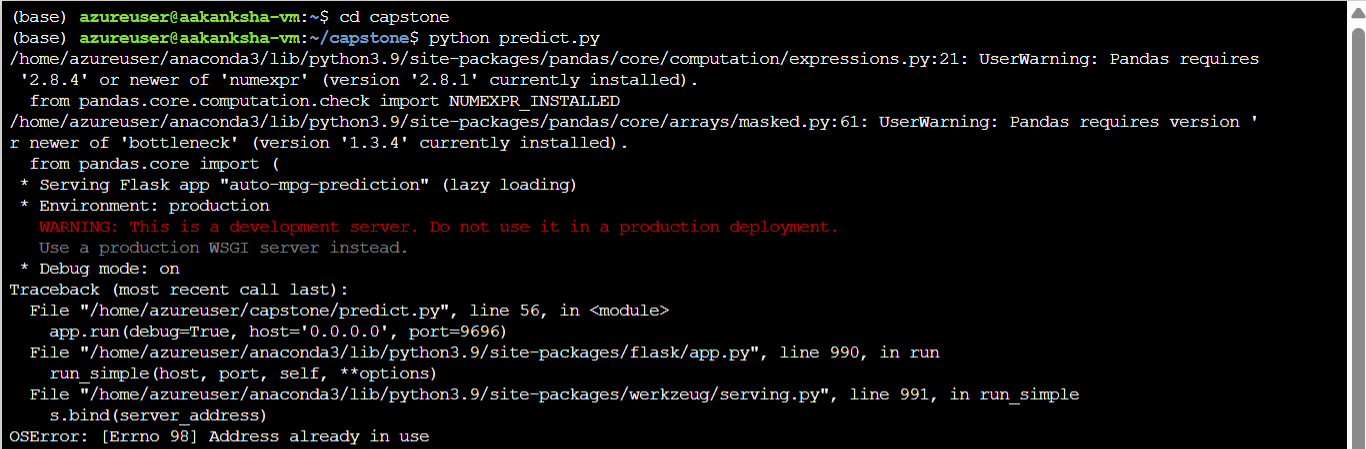 (base) azureuser@aakanksha-vm:~$ cd capstone
(base) azureuser@aakanksha-vm:~/capstone$ python predict.py
/home/azureuser/anaconda3/lib/python3.9/site-packages/pandas/core/computation/expressions.py:21: UserWarning: Pandas requires
 '2.8.4' or newer of 'numexpr' (version '2.8.1' currently installed).
  from pandas.core.computation.check import NUMEXPR_INSTALLED
/home/azureuser/anaconda3/lib/python3.9/site-packages/pandas/core/arrays/masked.py:61: UserWarning: Pandas requires version '
r newer of 'bottleneck' (version '1.3.4' currently installed).
  from pandas.core import (
 * Serving Flask app "auto-mpg-prediction" (lazy loading)
 * Environment: production
   WARNING: This is a development server. Do not use it in a production deployment.
   Use a production WSGI server instead.
 * Debug mode: on
Traceback (most recent call last):
  File "/home/azureuser/capstone/predict.py", line 56, in <module>
    app.run(debug=True, host='0.0.0.0', port=9696)
  File "/home/azureuser/anaconda3/lib/python3.9/site-packages/flask/app.py", line 990, in run
    run_simple(host, port, self, **options)
  File "/home/azureuser/anaconda3/lib/python3.9/site-packages/werkzeug/serving.py", line 991, in run_simple
    s.bind(server_address)
OSError: [Errno 98] Address already in use